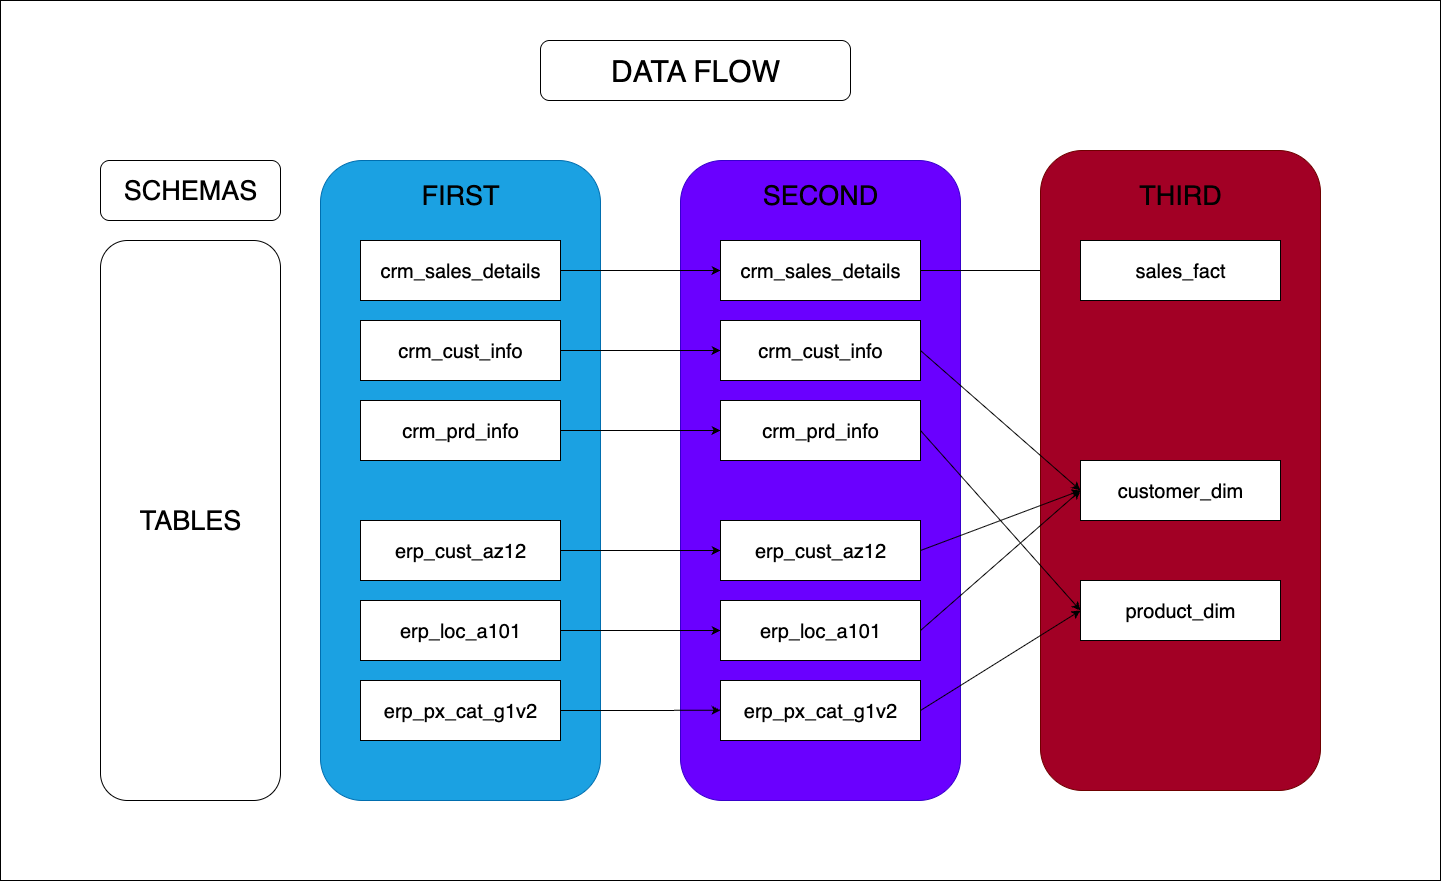 DATA FLOW
SCHEMAS
TABLES
FIRST
crm_sales_details
crm_cust_info
crm_prd_info
erp_cust_az12
erp_loc_a101
erp_px_cat_g1v2
SECOND
crm_sales_details
crm_cust_info
crm_prd_info
erp_cust_az12
erp_loc_a101
erp_px_cat_g1v2
THIRD
sales_fact
customer_dim
product_dim